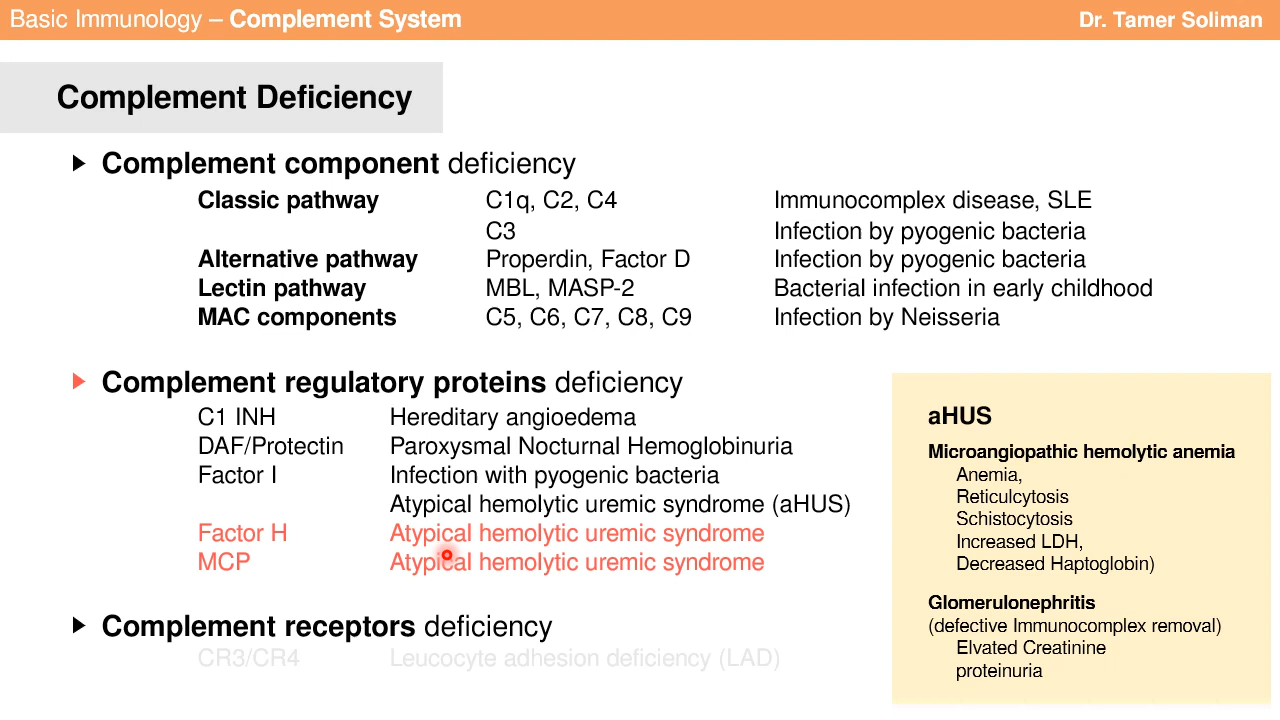 Basic Immunology – Complement System
Dr. Tamer Soliman
Complement Deficiency
Complement component deficiency
Classic pathway C1q, C2, C4 Immunocomplex disease, SLE
C3 Infection by pyogenic bacteria
Alternative pathway Properdin, Factor D Infection by pyogenic bacteria
Lectin pathway MBL, MASP-2 Bacterial infection in early childhood
MAC components C5, C6, C7, C8, C9 Infection by Neisseria
Complement regulatory proteins deficiency
C1 INH Hereditary angioedema
DAF/Protectin Paroxysmal Nocturnal Hemoglobinuria
Factor I Infection with pyogenic bacteria
Atypical hemolytic uremic syndrome (aHUS)
Factor H Atypical hemolytic uremic syndrome
MCP Atypical hemolytic uremic syndrome
Complement receptors deficiency
CR3/CR4 Leucocyte adhesion deficiency (LAD)
aHUS
Microangiopathic hemolytic anemia
Anemia,
Reticulcytosis
Schistocytosis
Increased LDH,
Decreased Haptoglobin)
Glomerulonephritis
(defective Immunocomplex removal)
Elvated Creatinine
proteinuria